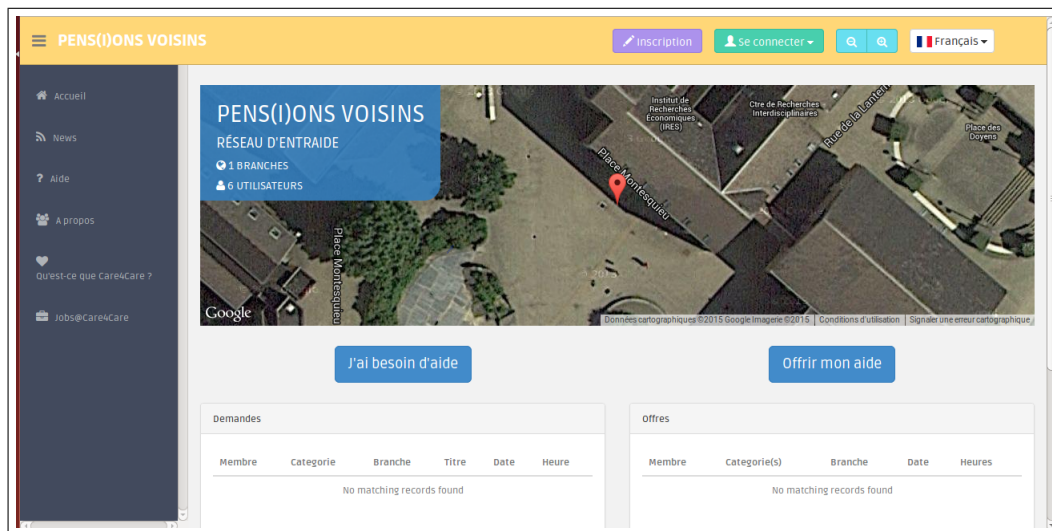 PENS(I)ONS VOISINS
Inscription
Se connecter
Français
Accueil
News
? Aide
A propos
Qu'est-ce que Care4Care ?
Jobs@Care4Care
PENS(I)ONS VOISINS
RÉSEAU D'ENTRAIDE
1 BRANCHES
6 UTILISATEURS
Institut de
Recherches
Économiques
(IRES)
Ctre de Recherches
Interdisciplinaires
Rue de la Lantern
Place des
Doyens
Place Montesquieu
Place Montesquieu
Google
Données cartographiques ©2015 Google Imagerie ©2015
Conditions d'utilisation
Signaler une erreur cartographique
J'ai besoin d'aide
Offrir mon aide
Demandes
Membre Categorie Branche Titre Date Heure
No matching records found
Offres
Membre Categorie(s) Branche Date Heures
No matching records found